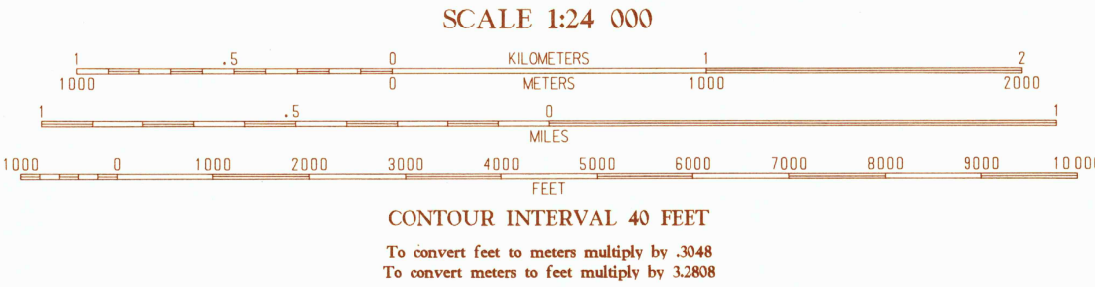 SCALE 1:24 000
1 .5 0 KILOMETERS 1 2
1000 0 METERS 1000 2000
1 .5 0 1
MILES
1000 0 1000 2000 3000 4000 5000 6000 7000 8000 9000 10 000
FEET
CONTOUR INTERVAL 40 FEET
To convert feet to meters multiply by .3048
To convert meters to feet multiply by 3.2808